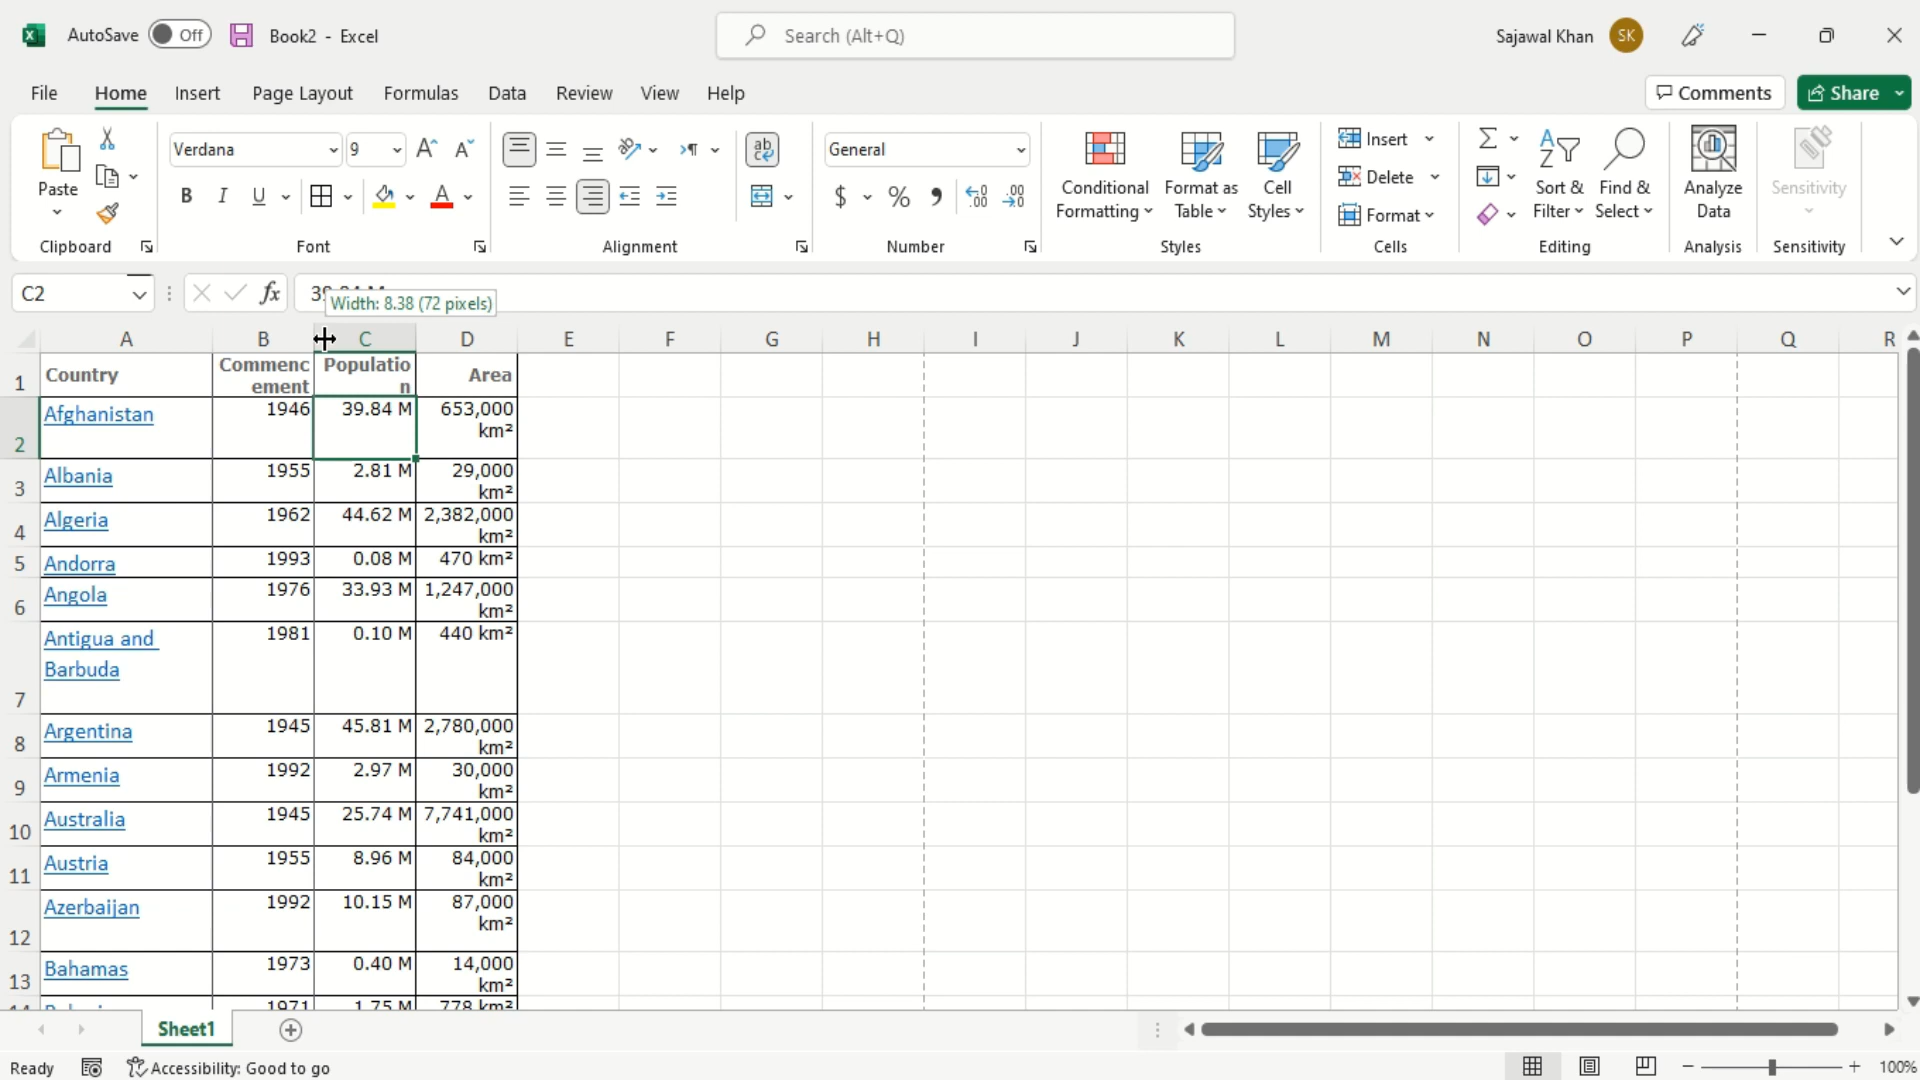 AutoSave Off Book2 - Excel Search (Alt+Q) Sajawal Khan SK
File Home Insert Page Layout Formulas Data Review View Help Comments Share
Paste Verdana 9 General Conditional Formatting Format as Table Cell Styles Insert Delete Format Sort & Filter Find & Select Analyze Data Sensitivity
Clipboard Font Alignment Number Styles Cells Editing Analysis Sensitivity
C2 fx
Width: 8.38 (72 pixels)
A B C D E F G H I J K L M N O P Q R
1 Country Commencement Population Area
2 Afghanistan 1946 39.84 M 653,000 km²
3 Albania 1955 2.81 M 29,000 km²
4 Algeria 1962 44.62 M 2,382,000 km²
5 Andorra 1993 0.08 M 470 km²
6 Angola 1976 33.93 M 1,247,000 km²
7 Antigua and Barbuda 1981 0.10 M 440 km²
8 Argentina 1945 45.81 M 2,780,000 km²
9 Armenia 1992 2.97 M 30,000 km²
10 Australia 1945 25.74 M 7,741,000 km²
11 Austria 1955 8.96 M 84,000 km²
12 Azerbaijan 1992 10.15 M 87,000 km²
13 Bahamas 1973 0.40 M 14,000 km²
1971 1.75 M 778 km²
Sheet1
Ready Accessibility: Good to go 100%